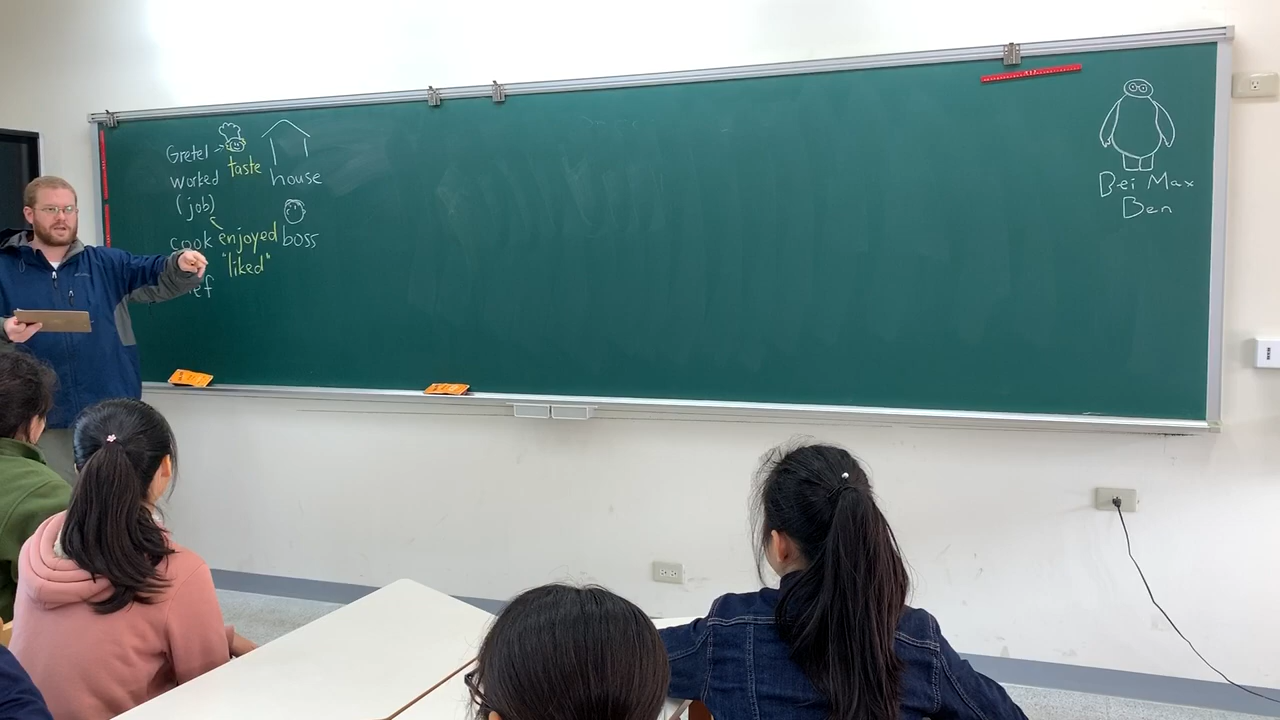 Gretel
worked taste house
(job)
cook enjoyed boss
"liked"
ef
Bei Max
Ben